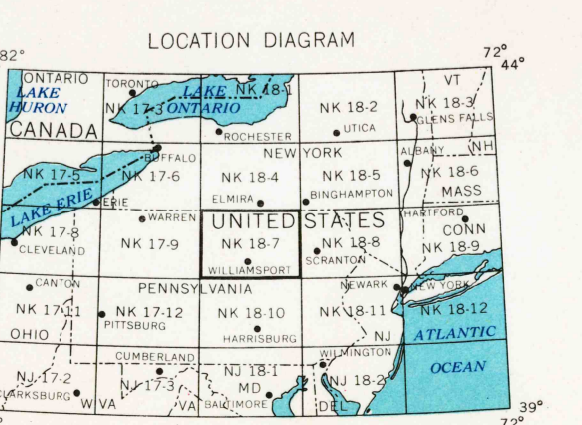 LOCATION DIAGRAM
82°
72°
44°
ONTARIO
LAKE
HURON
CANADA
TORONTO
NK 17-3
LAKE
ONTARIO
NK 18-1
ROCHESTER
NK 18-2
UTICA
VT
NK 18-3
GLENS FALLS
NK 17-5
LAKE ERIE
BUFFALO
NK 17-6
ERIE
NEW YORK
NK 18-4
ELMIRA
NK 18-5
BINGHAMPTON
ALBANY
NH
NK 18-6
MASS
NK 17-8
CLEVELAND
WARREN
NK 17-9
UNITED STATES
NK 18-7
WILLIAMSPORT
NK 18-8
SCRANTON
HARTFORD
CONN
NK 18-9
CANTON
NK 17-11
OHIO
PENNSYLVANIA
NK 17-12
PITTSBURG
NK 18-10
HARRISBURG
NEWARK
NEW YORK
NK 18-11
NJ
NK 18-12
ATLANTIC
OCEAN
NJ 17-2
CLARKSBURG
W VA
CUMBERLAND
NJ 17-3
VA
NJ 18-1
MD
BALTIMORE
WILMINGTON
NJ 18-2
DEL
39°
72°